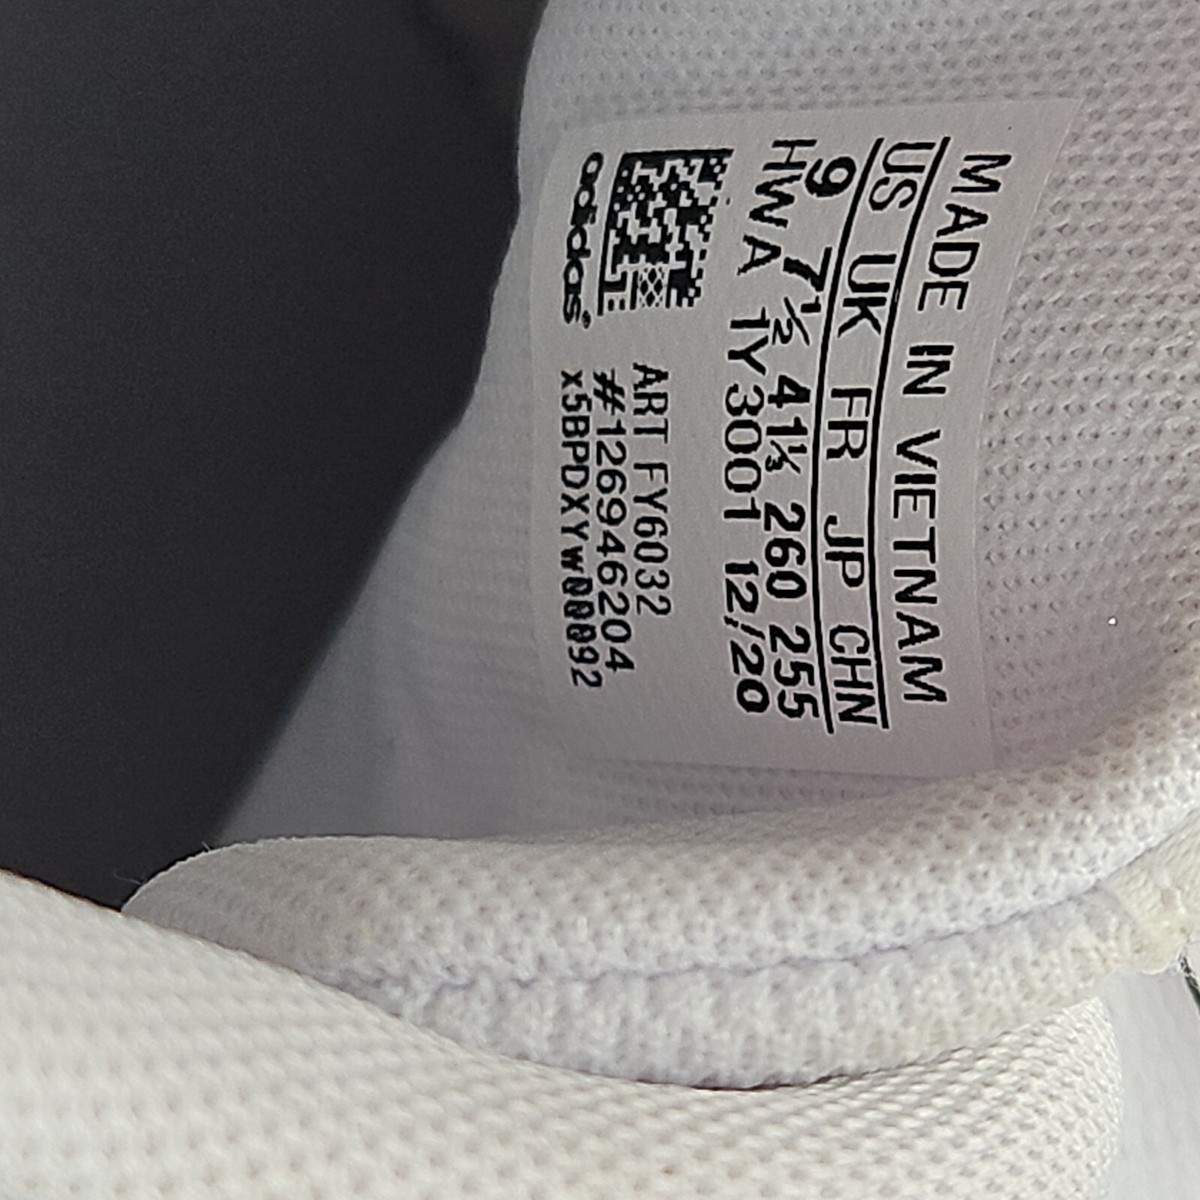 MADE IN VIETNAM
US UK FR JP CHN
9 7½ 41⅓ 260 255
HWA 1Y3001 12/20
ART FY6032
#126946204
x5BPDXYw00092
adidas®